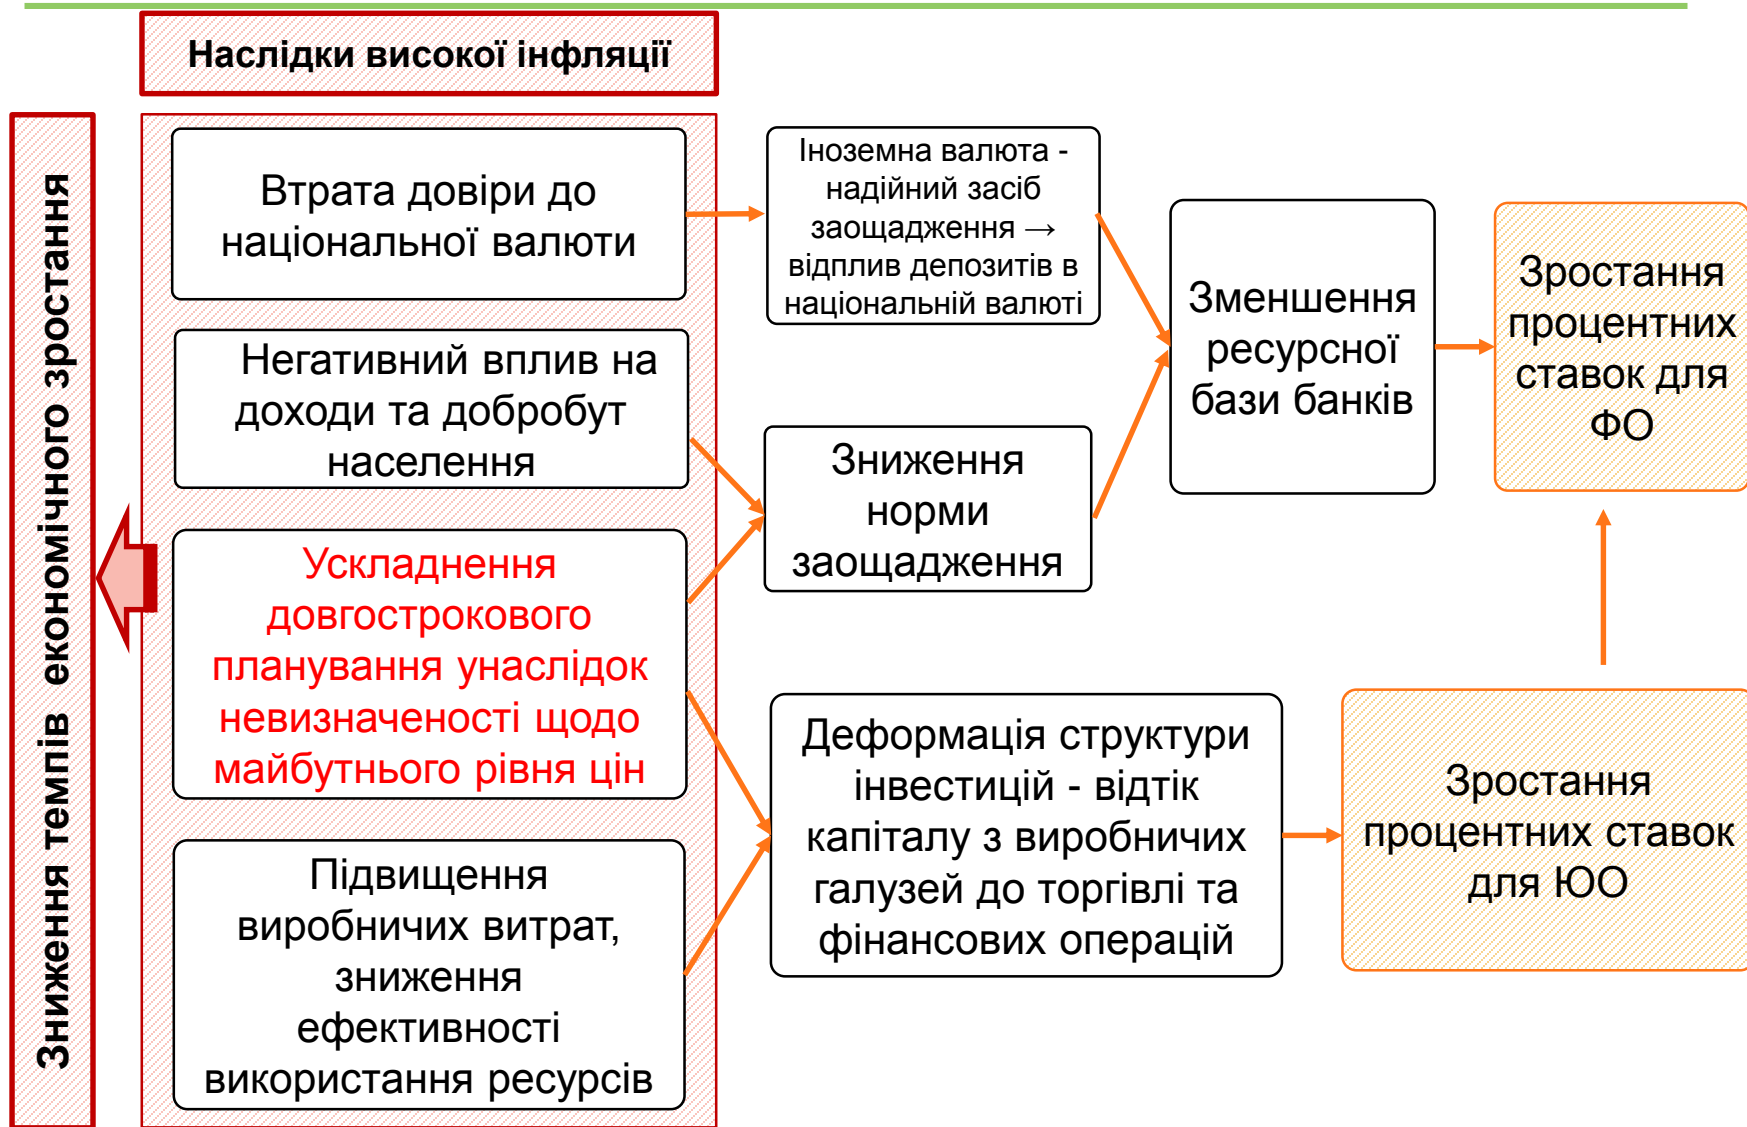 Наслідки високої інфляції
Зниження темпів економічного зростання
Втрата довіри до
національної валюти
Негативний вплив на
доходи та добробут
населення
Ускладнення
довгострокового
планування унаслідок
невизначеності щодо
майбутнього рівня цін
Підвищення
виробничих витрат,
зниження
ефективності
використання ресурсів
Іноземна валюта -
надійний засіб
заощадження →
відплив депозитів в
національній валюті
Зниження
норми
заощадження
Деформація структури
інвестицій - відтік
капіталу з виробничих
галузей до торгівлі та
фінансових операцій
Зменшення
ресурсної
бази банків
Зростання
процентних
ставок для
ФО
Зростання
процентних ставок
для ЮО